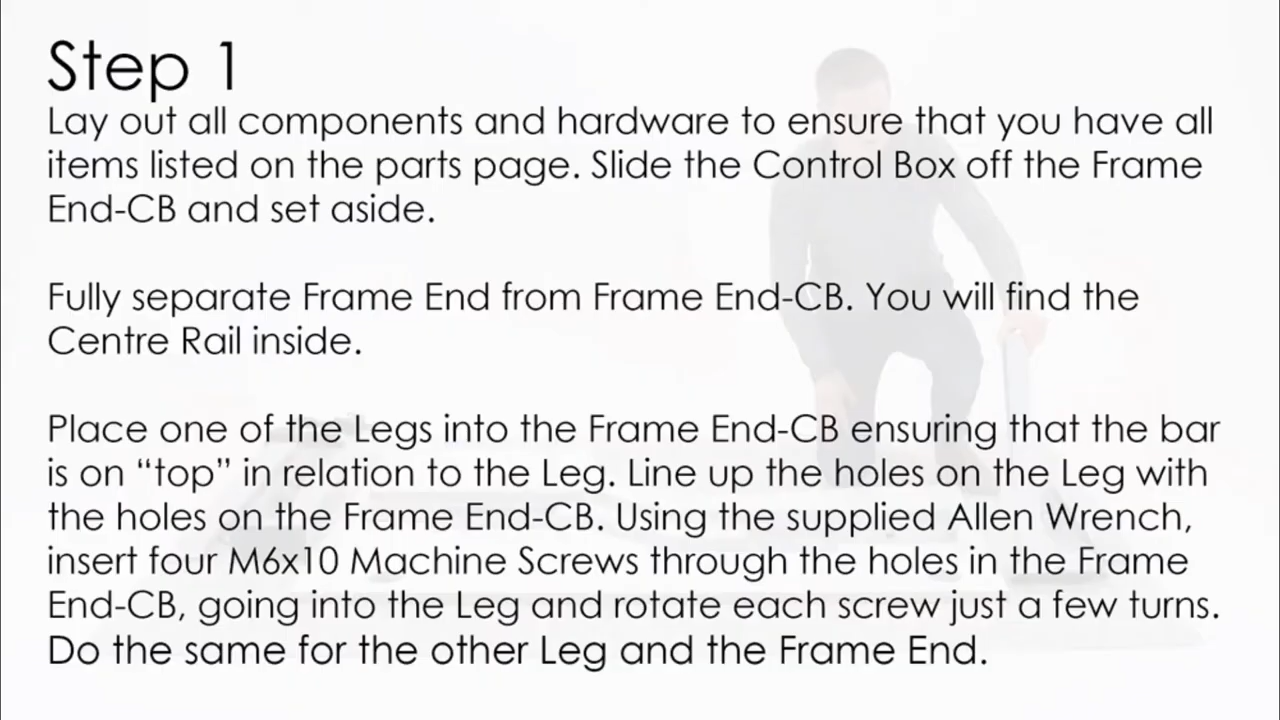 Step 1
Lay out all components and hardware to ensure that you have all
items listed on the parts page. Slide the Control Box off the Frame
End-CB and set aside.
Fully separate Frame End from Frame End-CB. You will find the
Centre Rail inside.
Place one of the Legs into the Frame End-CB ensuring that the bar
is on “top” in relation to the Leg. Line up the holes on the Leg with
the holes on the Frame End-CB. Using the supplied Allen Wrench,
insert four M6x10 Machine Screws through the holes in the Frame
End-CB, going into the Leg and rotate each screw just a few turns.
Do the same for the other Leg and the Frame End.